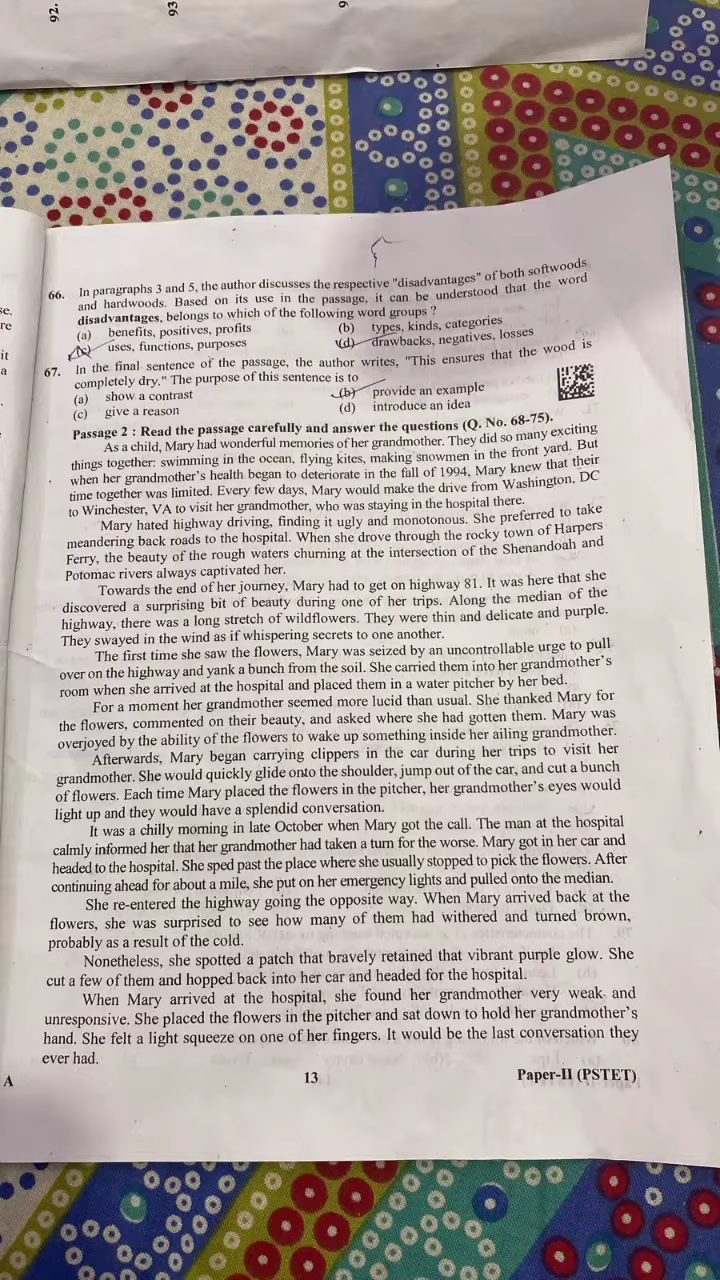 92.
93
9
se.
re
it
a
66. In paragraphs 3 and 5, the author discusses the respective "disadvantages" of both softwoods
and hardwoods. Based on its use in the passage, it can be understood that the word
disadvantages, belongs to which of the following word groups ?
(a) benefits, positives, profits (b) types, kinds, categories
uses, functions, purposes (d) drawbacks, negatives, losses
67. In the final sentence of the passage, the author writes, "This ensures that the wood is
completely dry." The purpose of this sentence is to
(a) show a contrast (b) provide an example
(c) give a reason (d) introduce an idea
Passage 2 : Read the passage carefully and answer the questions (Q. No. 68-75).
As a child, Mary had wonderful memories of her grandmother. They did so many exciting
things together: swimming in the ocean, flying kites, making snowmen in the front yard. But
when her grandmother's health began to deteriorate in the fall of 1994, Mary knew that their
time together was limited. Every few days, Mary would make the drive from Washington, DC
to Winchester, VA to visit her grandmother, who was staying in the hospital there.
Mary hated highway driving, finding it ugly and monotonous. She preferred to take
meandering back roads to the hospital. When she drove through the rocky town of Harpers
Ferry, the beauty of the rough waters churning at the intersection of the Shenandoah and
Potomac rivers always captivated her.
Towards the end of her journey, Mary had to get on highway 81. It was here that she
discovered a surprising bit of beauty during one of her trips. Along the median of the
highway, there was a long stretch of wildflowers. They were thin and delicate and purple.
They swayed in the wind as if whispering secrets to one another.
The first time she saw the flowers, Mary was seized by an uncontrollable urge to pull
over on the highway and yank a bunch from the soil. She carried them into her grandmother's
room when she arrived at the hospital and placed them in a water pitcher by her bed.
For a moment her grandmother seemed more lucid than usual. She thanked Mary for
the flowers, commented on their beauty, and asked where she had gotten them. Mary was
overjoyed by the ability of the flowers to wake up something inside her ailing grandmother.
Afterwards, Mary began carrying clippers in the car during her trips to visit her
grandmother. She would quickly glide onto the shoulder, jump out of the car, and cut a bunch
of flowers. Each time Mary placed the flowers in the pitcher, her grandmother's eyes would
light up and they would have a splendid conversation.
It was a chilly morning in late October when Mary got the call. The man at the hospital
calmly informed her that her grandmother had taken a turn for the worse. Mary got in her car and
headed to the hospital. She sped past the place where she usually stopped to pick the flowers. After
continuing ahead for about a mile, she put on her emergency lights and pulled onto the median.
She re-entered the highway going the opposite way. When Mary arrived back at the
flowers, she was surprised to see how many of them had withered and turned brown,
probably as a result of the cold.
Nonetheless, she spotted a patch that bravely retained that vibrant purple glow. She
cut a few of them and hopped back into her car and headed for the hospital.
When Mary arrived at the hospital, she found her grandmother very weak and
unresponsive. She placed the flowers in the pitcher and sat down to hold her grandmother's
hand. She felt a light squeeze on one of her fingers. It would be the last conversation they
ever had.
A 13 Paper-II (PSTET)